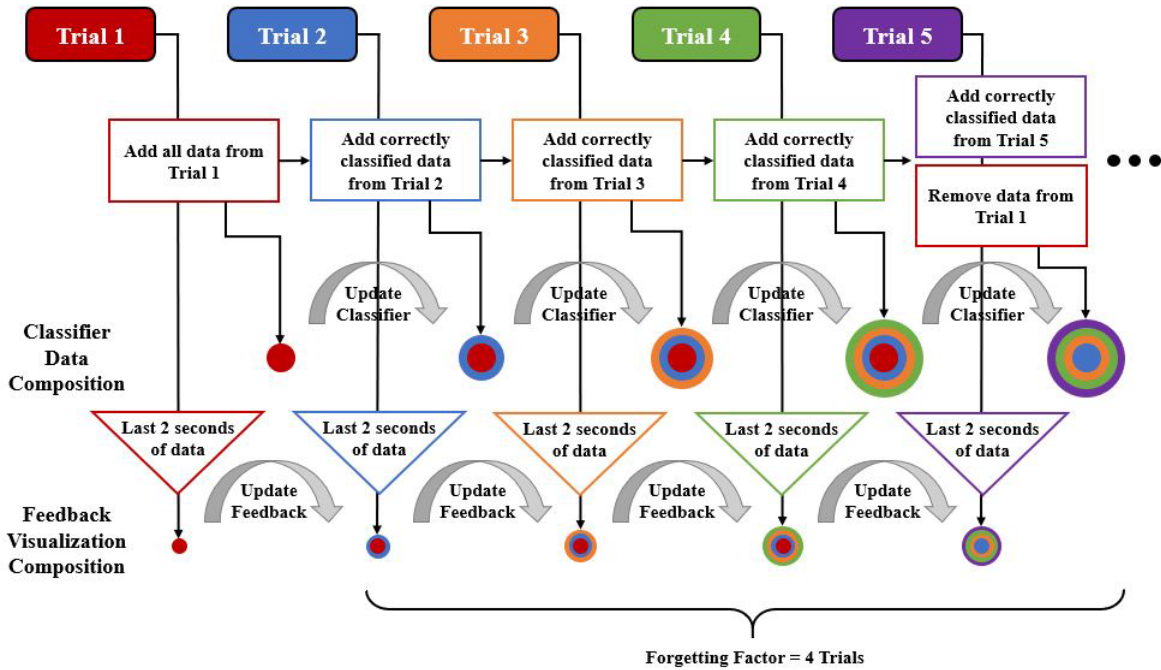 Trial 1
Trial 2
Trial 3
Trial 4
Trial 5
Add all data from
Trial 1
Add correctly
classified data
from Trial 2
Add correctly
classified data
from Trial 3
Add correctly
classified data
from Trial 4
Add correctly
classified data
from Trial 5
Remove data from
Trial 1
Update
Classifier
Update
Classifier
Update
Classifier
Update
Classifier
Classifier
Data
Composition
Last 2 seconds
of data
Last 2 seconds
of data
Last 2 seconds
of data
Last 2 seconds
of data
Last 2 seconds
of data
Update
Feedback
Update
Feedback
Update
Feedback
Update
Feedback
Feedback
Visualization
Composition
Forgetting Factor = 4 Trials